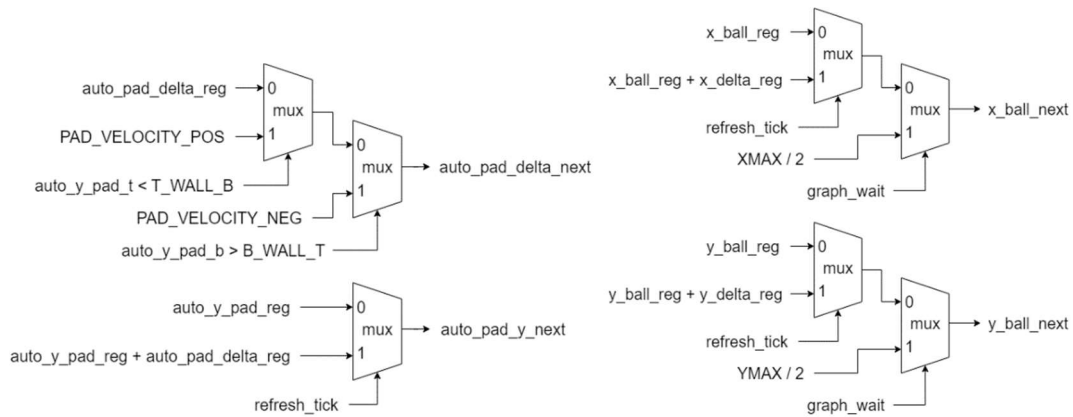 auto_pad_delta_reg
0
mux
PAD_VELOCITY_POS
1
auto_y_pad_t < T_WALL_B
0
mux
auto_pad_delta_next
1
PAD_VELOCITY_NEG
auto_y_pad_b > B_WALL_T
auto_y_pad_reg
0
mux
auto_pad_y_next
auto_y_pad_reg + auto_pad_delta_reg
1
refresh_tick
x_ball_reg
0
mux
x_ball_reg + x_delta_reg
1
refresh_tick
0
mux
x_ball_next
XMAX / 2
1
graph_wait
y_ball_reg
0
mux
y_ball_reg + y_delta_reg
1
refresh_tick
0
mux
y_ball_next
YMAX / 2
1
graph_wait